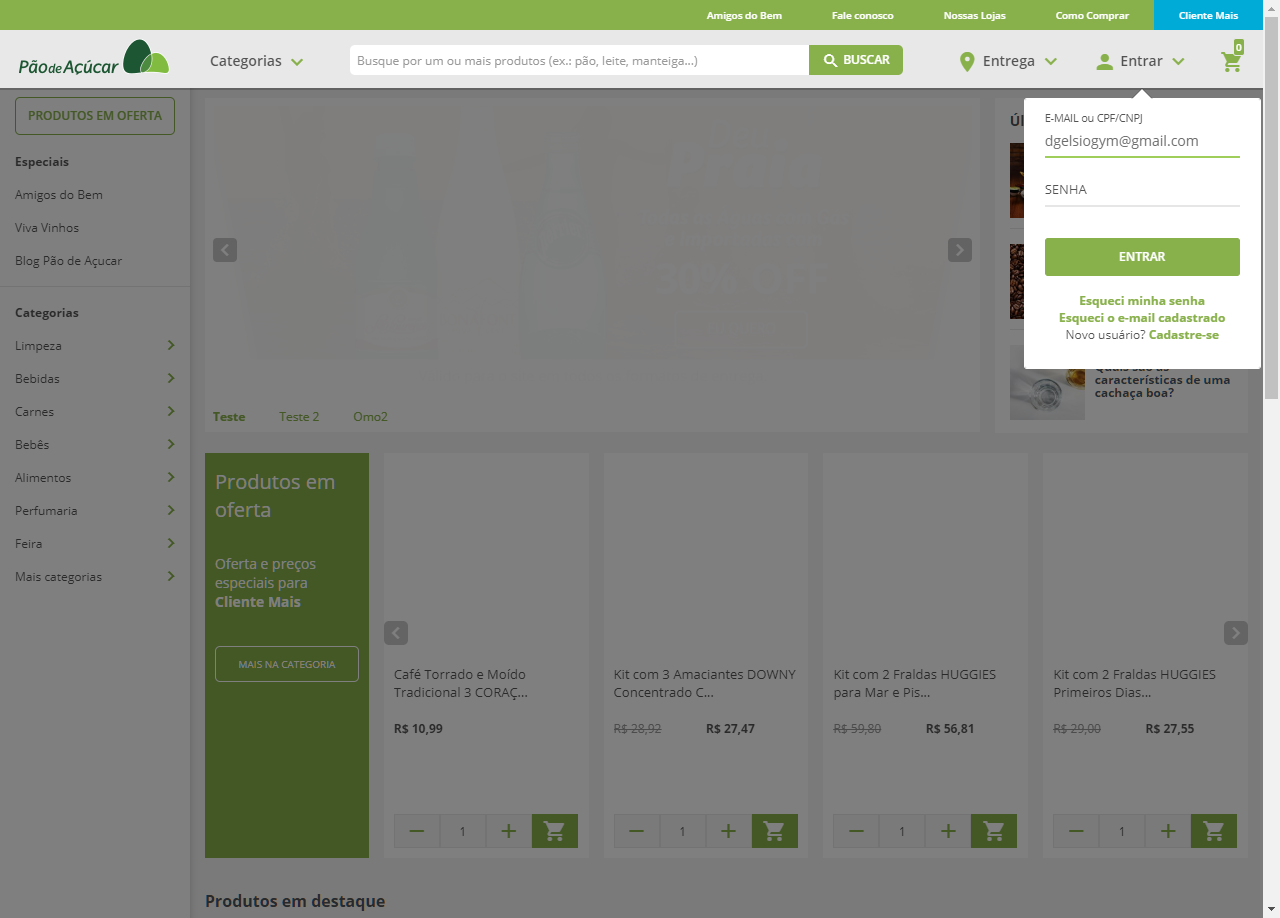 Amigos do Bem
Fale conosco
Nossas Lojas
Como Comprar
Cliente Mais
Pão de Açúcar
Categorias
Busque por um ou mais produtos (ex.: pão, leite, manteiga...)
BUSCAR
Entrega
Entrar
0
PRODUTOS EM OFERTA
Especiais
Amigos do Bem
Viva Vinhos
Blog Pão de Açucar
Categorias
Limpeza
Bebidas
Carnes
Bebês
Alimentos
Perfumaria
Feira
Mais categorias
50% OFF
Teste
Teste 2
Omo2
E-MAIL ou CPF/CNPJ
dgelsiogym@gmail.com
SENHA
ENTRAR
Esqueci minha senha
Esqueci o e-mail cadastrado
Novo usuário? Cadastre-se
Quais são as
características de uma
cachaça boa?
Produtos em
oferta
Oferta e preços
especiais para
Cliente Mais
MAIS NA CATEGORIA
Café Torrado e Moído
Tradicional 3 CORAÇ...
R$ 10,99
1
Kit com 3 Amaciantes DOWNY
Concentrado C...
R$ 28,92 R$ 27,47
1
Kit com 2 Fraldas HUGGIES
para Mar e Pis...
R$ 59,80 R$ 56,81
1
Kit com 2 Fraldas HUGGIES
Primeiros Dias...
R$ 29,00 R$ 27,55
1
Produtos em destaque